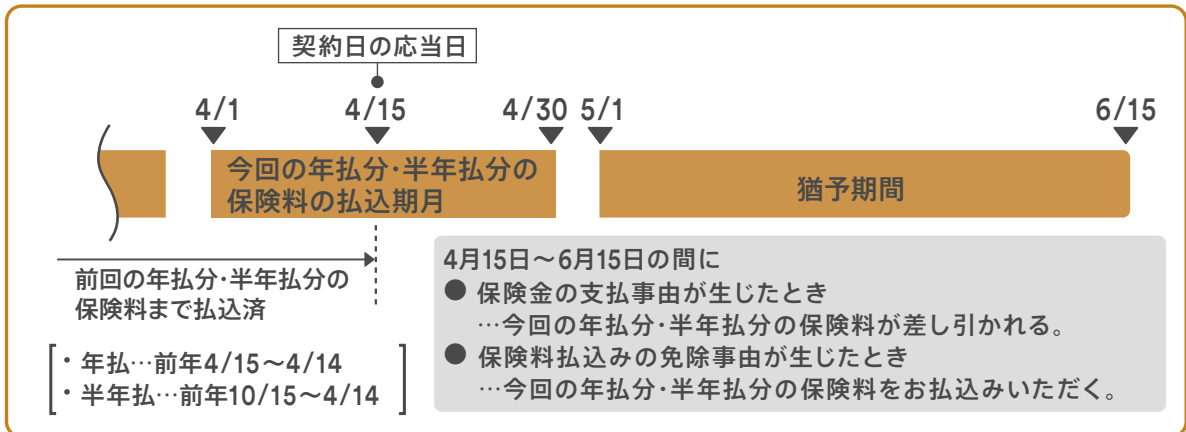 契約日の応当日
4/1
4/15
4/30
5/1
6/15
今回の年払分・半年払分の
保険料の払込期月
猶予期間
前回の年払分・半年払分の
保険料まで払込済
・年払…前年4/15〜4/14
・半年払…前年10/15〜4/14
4月15日〜6月15日の間に
● 保険金の支払事由が生じたとき
…今回の年払分・半年払分の保険料が差し引かれる。
● 保険料払込みの免除事由が生じたとき
…今回の年払分・半年払分の保険料をお払込みいただく。